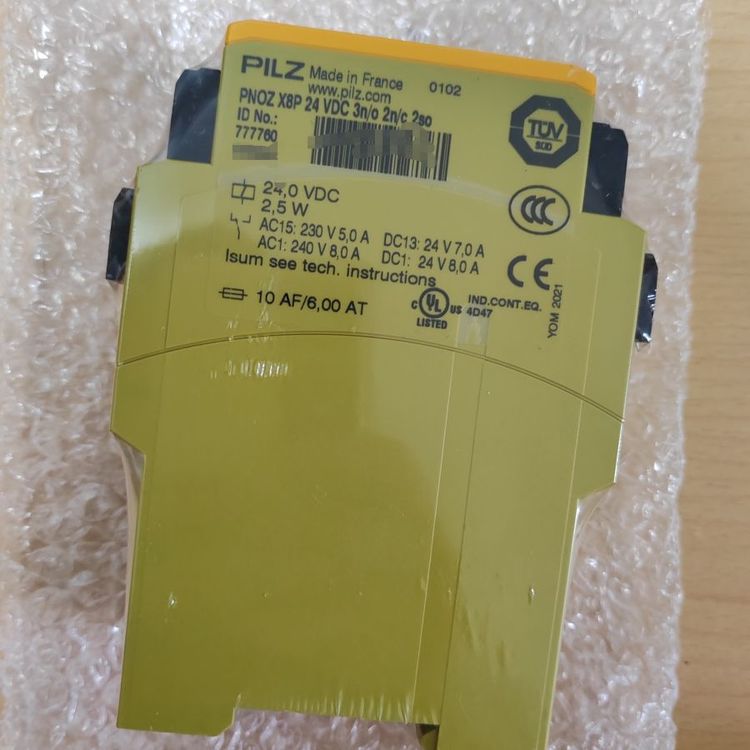 PILZ Made in France 0102
www.pilz.com
PNOZ X8P 24 VDC 3n/o 2n/c 2so
ID No.:
777760
TÜV
SÜD
CCC
24,0 VDC
2,5 W
AC15: 230 V 5,0 A DC13: 24 V 7,0 A
AC1: 240 V 8,0 A DC1: 24 V 8,0 A
Isum see tech. instructions
CE
10 AF/6,00 AT
C UL US
LISTED
IND.CONT.EQ.
4D47
YOM 2021